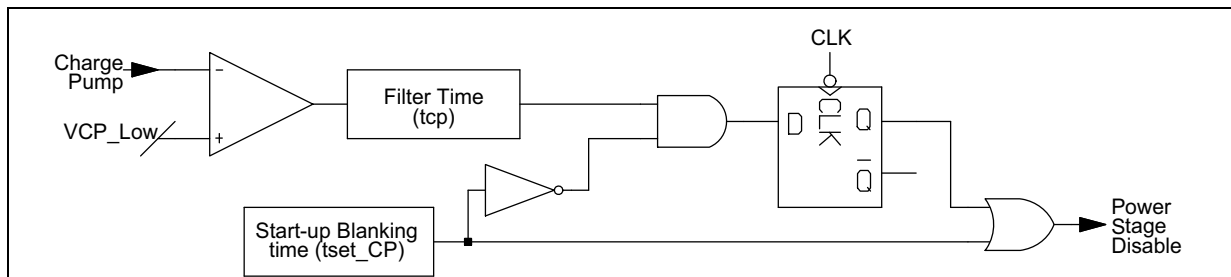 CLK
Charge
Pump
−
Filter Time
(tcp)
VCP_Low
+
D
CLK
Q
Q
Start-up Blanking
time (tset_CP)
Power
Stage
Disable